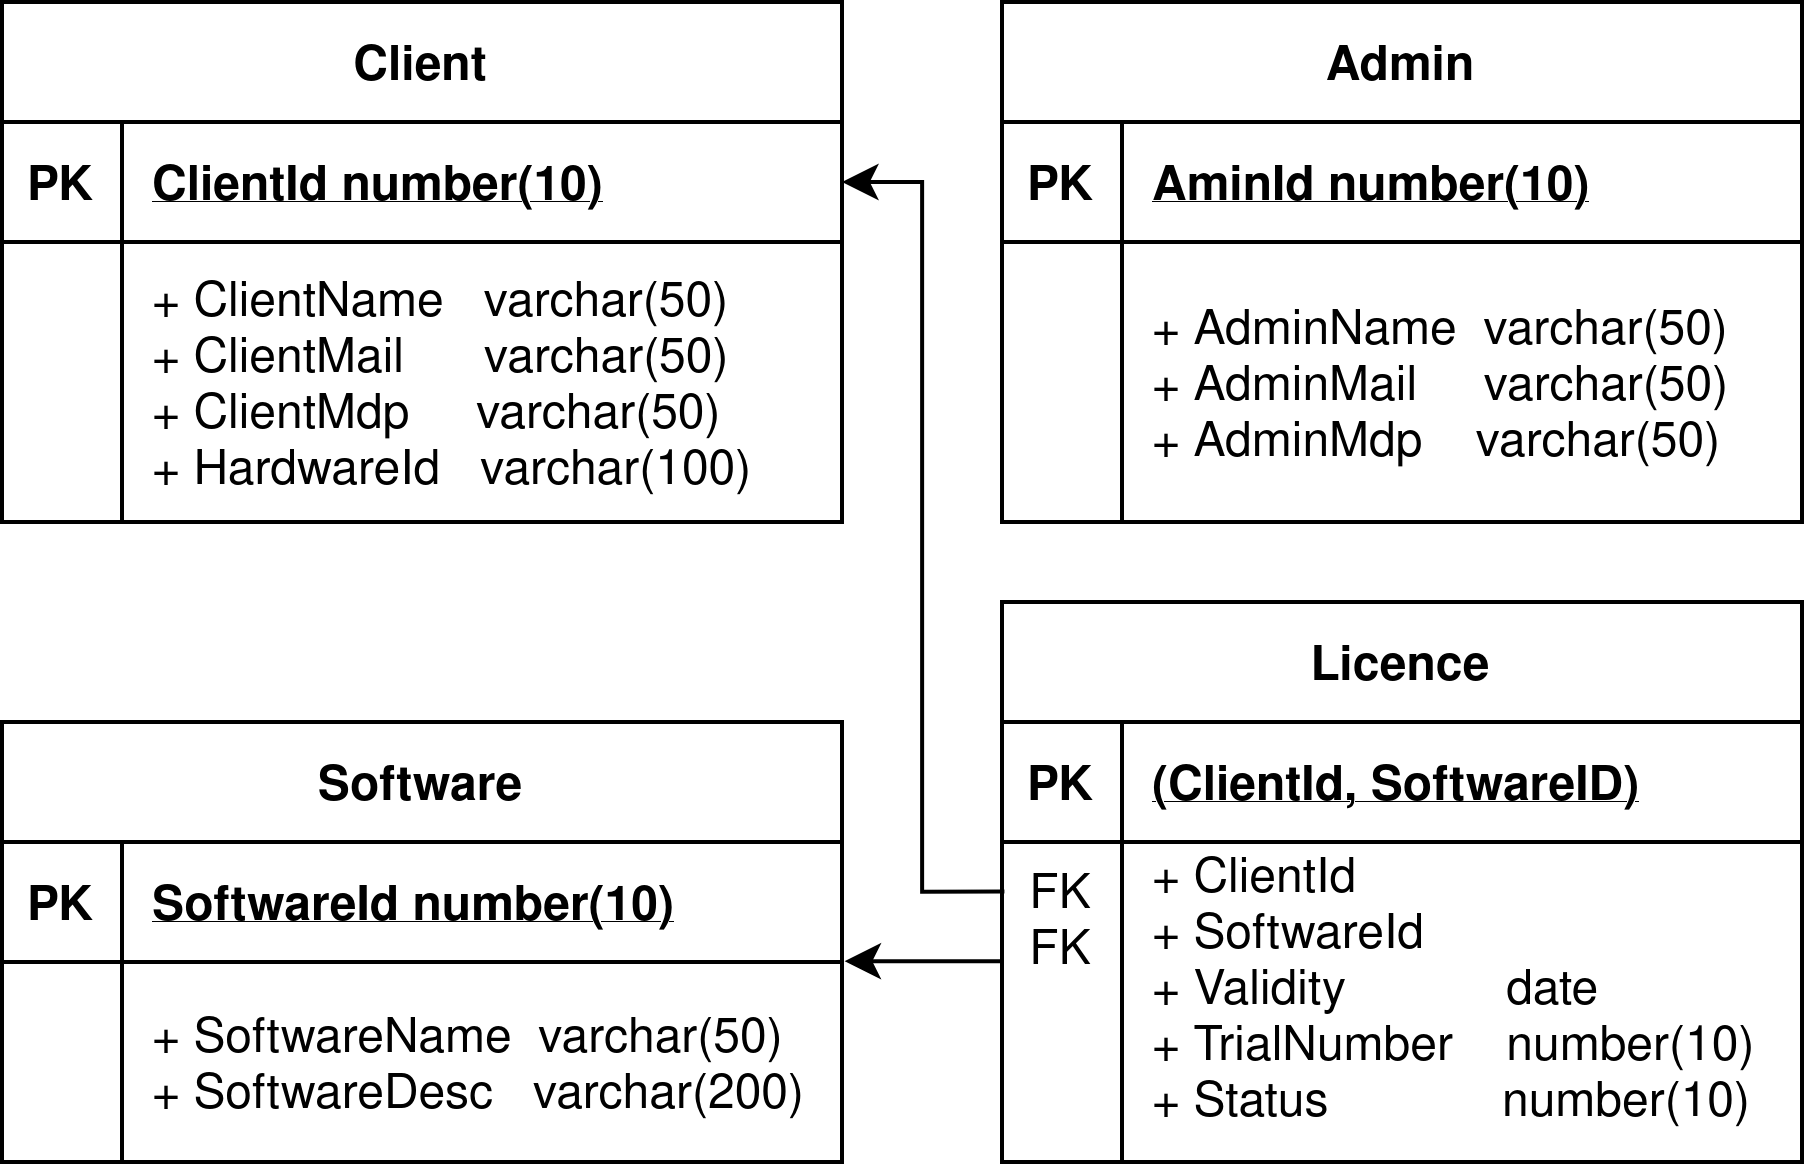 Client
PK ClientId number(10)
+ ClientName varchar(50)
+ ClientMail varchar(50)
+ ClientMdp varchar(50)
+ HardwareId varchar(100)
Admin
PK AminId number(10)
+ AdminName varchar(50)
+ AdminMail varchar(50)
+ AdminMdp varchar(50)
Software
PK SoftwareId number(10)
+ SoftwareName varchar(50)
+ SoftwareDesc varchar(200)
Licence
PK (ClientId, SoftwareID)
FK + ClientId
FK + SoftwareId
+ Validity date
+ TrialNumber number(10)
+ Status number(10)